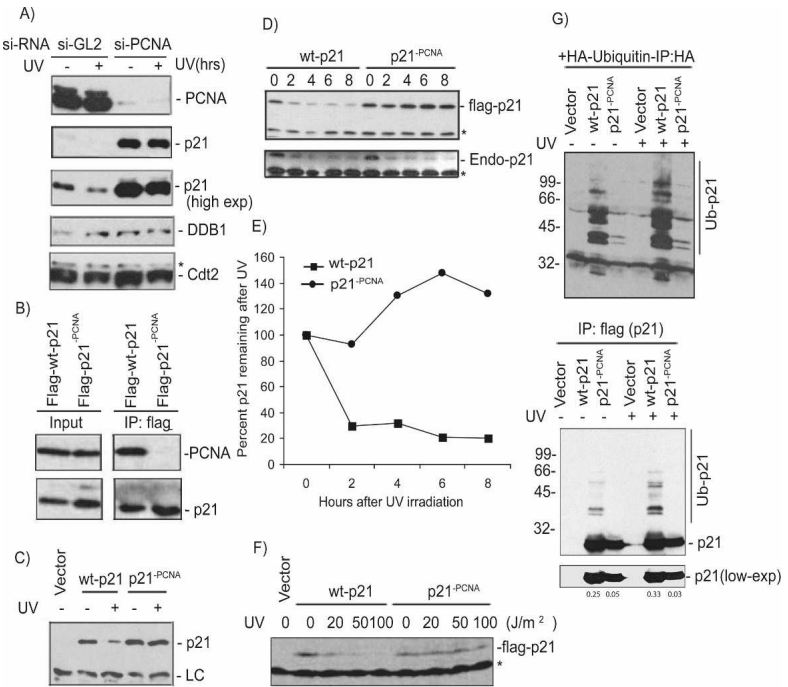 A)
si-RNA si-GL2 si-PCNA
UV - + - + UV(hrs)
- PCNA
- p21
- p21
(high exp)
- DDB1
*
- Cdt2
B)
Flag-wt-p21
Flag-p21-PCNA
Flag-wt-p21
Flag-p21-PCNA
Input IP: flag
-PCNA
- p21
C)
Vector
wt-p21 p21-PCNA
UV - - + - +
- p21
- LC
D)
wt-p21 p21-PCNA
0 2 4 6 8 0 2 4 6 8
- flag-p21
*
- Endo-p21
*
E)
Percent p21 remaining after UV
160
140
120
100
80
60
40
20
0
wt-p21
p21-PCNA
0 2 4 6 8
Hours after UV irradiation
F)
Vector
wt-p21 p21-PCNA
UV 0 0 20 50 100 0 20 50 100 (J/m 2 )
-flag-p21
*
G)
+HA-Ubiquitin-IP:HA
Vector
wt-p21
p21-PCNA
Vector
wt-p21
p21-PCNA
UV - - - + + +
99-
66-
45-
32-
Ub-p21
IP: flag (p21)
Vector
wt-p21
p21-PCNA
Vector
wt-p21
p21-PCNA
UV - - - + + +
99-
66-
45-
32-
Ub-p21
- p21
- p21(low-exp)
0.25 0.05 0.33 0.03